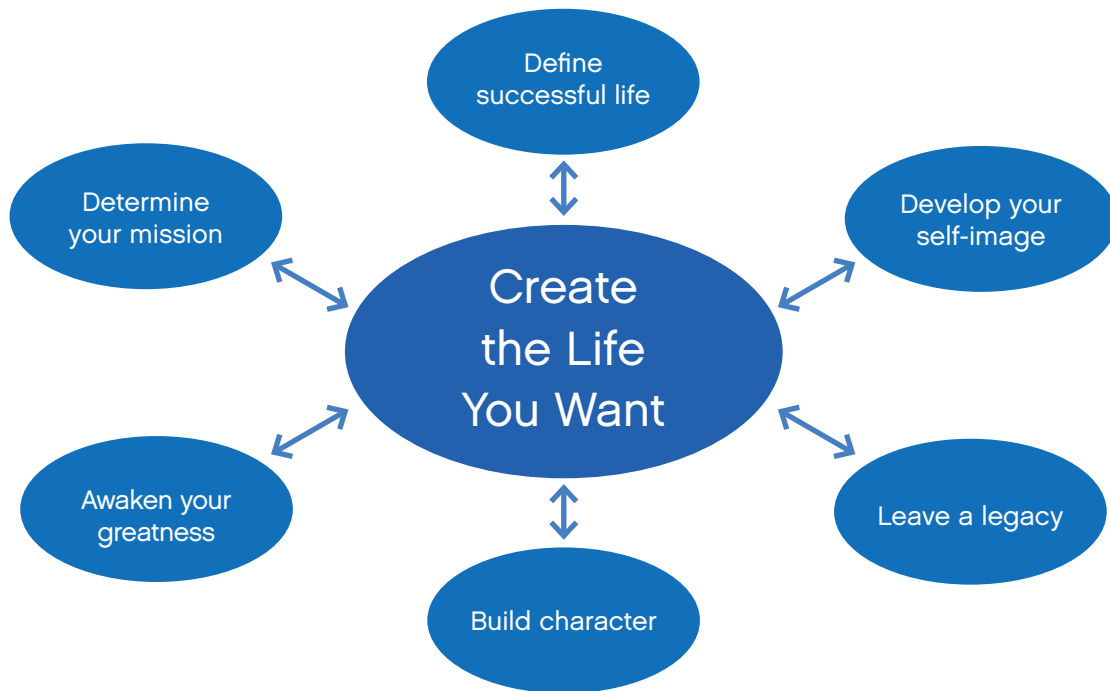 Define
successful life
Determine
your mission
Develop your
self-image
Create
the Life
You Want
Awaken your
greatness
Leave a legacy
Build character